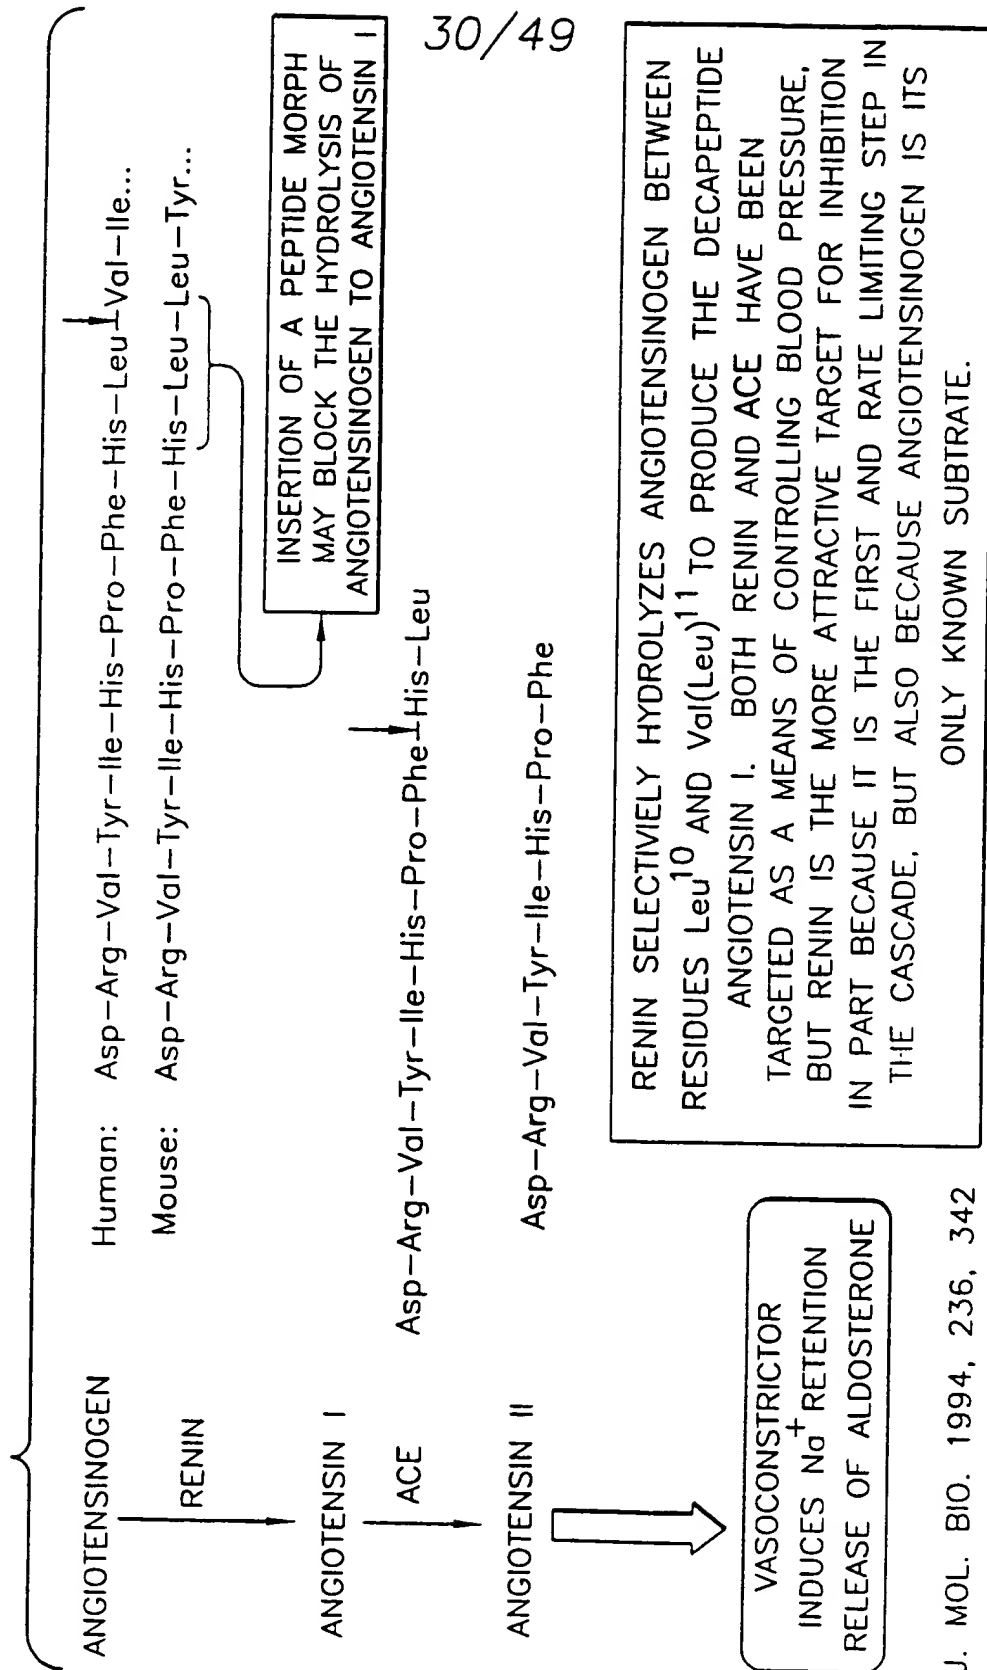 30/49
ANGIOTENSINOGEN
Human: Asp-Arg-Val-Tyr-Ile-His-Pro-Phe-His-Leu-Val-Ile...
RENIN
Mouse: Asp-Arg-Val-Tyr-Ile-His-Pro-Phe-His-Leu-Leu-Tyr...
INSERTION OF A PEPTIDE MORPH
MAY BLOCK THE HYDROLYSIS OF
ANGIOTENSINOGEN TO ANGIOTENSIN I
ANGIOTENSIN I
Asp-Arg-Val-Tyr-Ile-His-Pro-Phe-His-Leu
ACE
ANGIOTENSIN II
Asp-Arg-Val-Tyr-Ile-His-Pro-Phe
VASOCONSTRICTOR
INDUCES Na⁺ RETENTION
RELEASE OF ALDOSTERONE
RENIN SELECTIVIELY HYDROLYZES ANGIOTENSINOGEN BETWEEN
RESIDUES Leu¹⁰ AND Val(Leu)¹¹ TO PRODUCE THE DECAPEPTIDE
ANGIOTENSIN I. BOTH RENIN AND ACE HAVE BEEN
TARGETED AS A MEANS OF CONTROLLING BLOOD PRESSURE,
BUT RENIN IS THE MORE ATTRACTIVE TARGET FOR INHIBITION
IN PART BECAUSE IT IS THE FIRST AND RATE LIMITING STEP IN
THE CASCADE, BUT ALSO BECAUSE ANGIOTENSINOGEN IS ITS
ONLY KNOWN SUBTRATE.
J. MOL. BIO. 1994, 236, 342